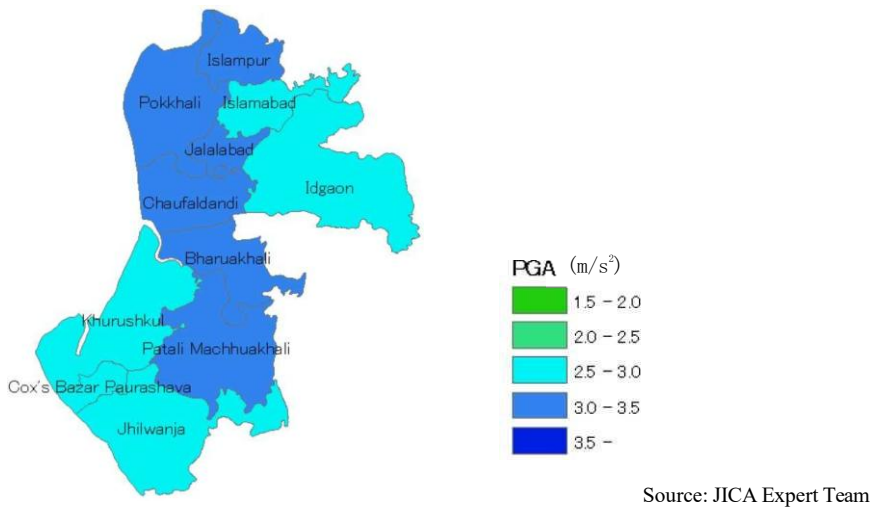 Islampur
Pokkhali
Islamabad
Jalalabad
Idgaon
Chaufaldandi
Bharuakhali
Khurushkul
Patali Machhuakhali
Cox's Bazar Paurashava
Jhilwanja
PGA (m/s²)
1.5 - 2.0
2.0 - 2.5
2.5 - 3.0
3.0 - 3.5
3.5 -
Source: JICA Expert Team